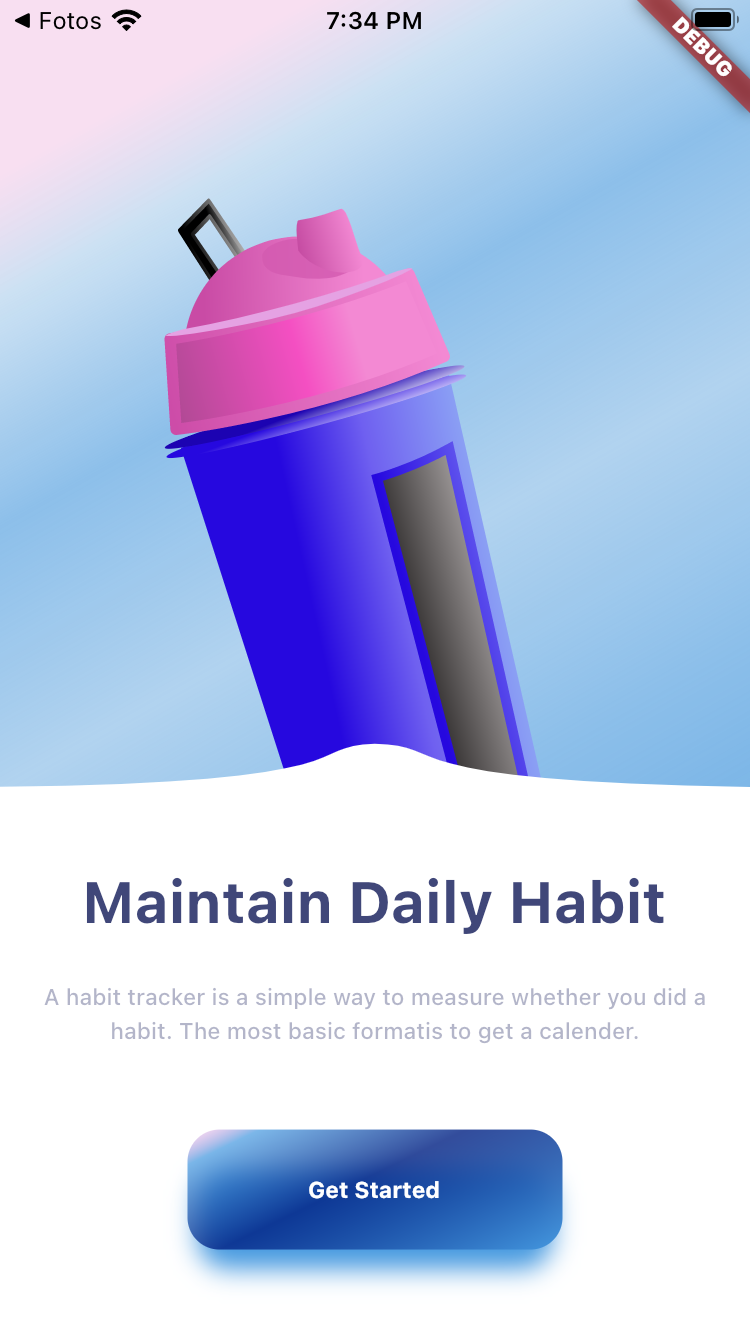 Fotos 7:34 PM
DEBUG
Maintain Daily Habit
A habit tracker is a simple way to measure whether you did a
habit. The most basic formatis to get a calender.
Get Started